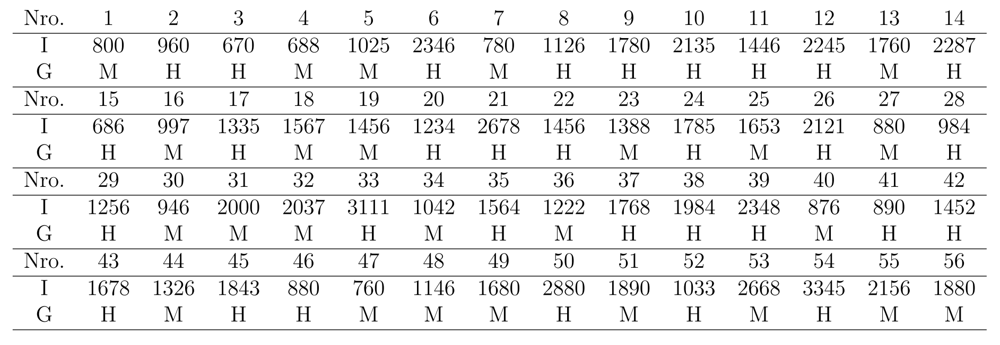 Nro. 1 2 3 4 5 6 7 8 9 10 11 12 13 14
I 800 960 670 688 1025 2346 780 1126 1780 2135 1446 2245 1760 2287
G M H H M M H M H H H H H M H
Nro. 15 16 17 18 19 20 21 22 23 24 25 26 27 28
I 686 997 1335 1567 1456 1234 2678 1456 1388 1785 1653 2121 880 984
G H M H M M H H H M H M H M H
Nro. 29 30 31 32 33 34 35 36 37 38 39 40 41 42
I 1256 946 2000 2037 3111 1042 1564 1222 1768 1984 2348 876 890 1452
G H M M M H M H M H H H M H H
Nro. 43 44 45 46 47 48 49 50 51 52 53 54 55 56
I 1678 1326 1843 880 760 1146 1680 2880 1890 1033 2668 3345 2156 1880
G H M H H M M M H M H M H M M